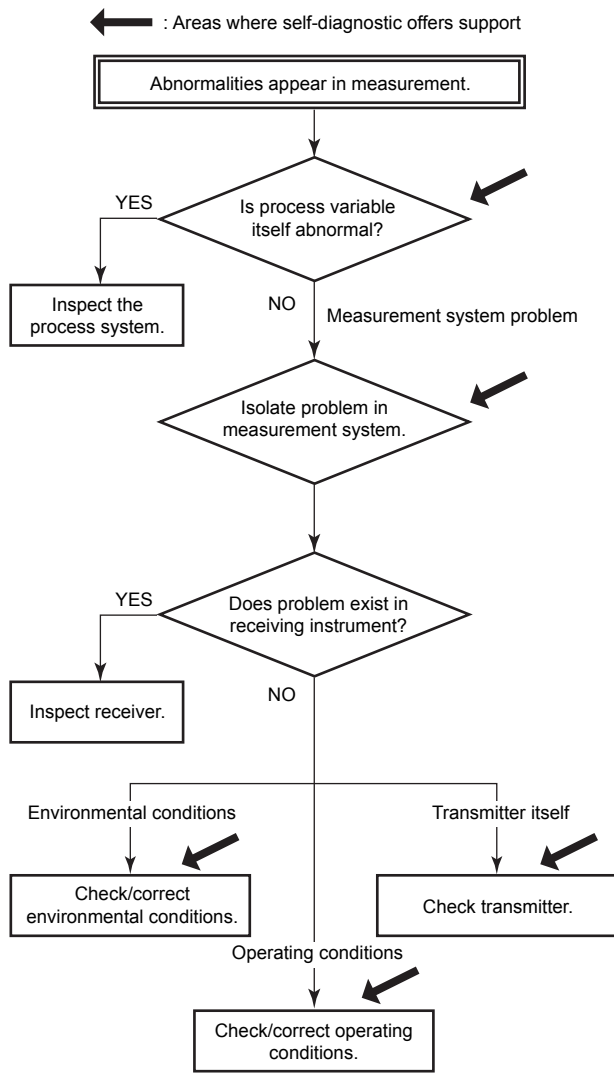 : Areas where self-diagnostic offers support
Abnormalities appear in measurement.
Is process variable
itself abnormal?
YES
Inspect the
process system.
NO
Measurement system problem
Isolate problem in
measurement system.
Does problem exist in
receiving instrument?
YES
Inspect receiver.
NO
Environmental conditions
Transmitter itself
Check/correct
environmental conditions.
Check transmitter.
Operating conditions
Check/correct operating
conditions.